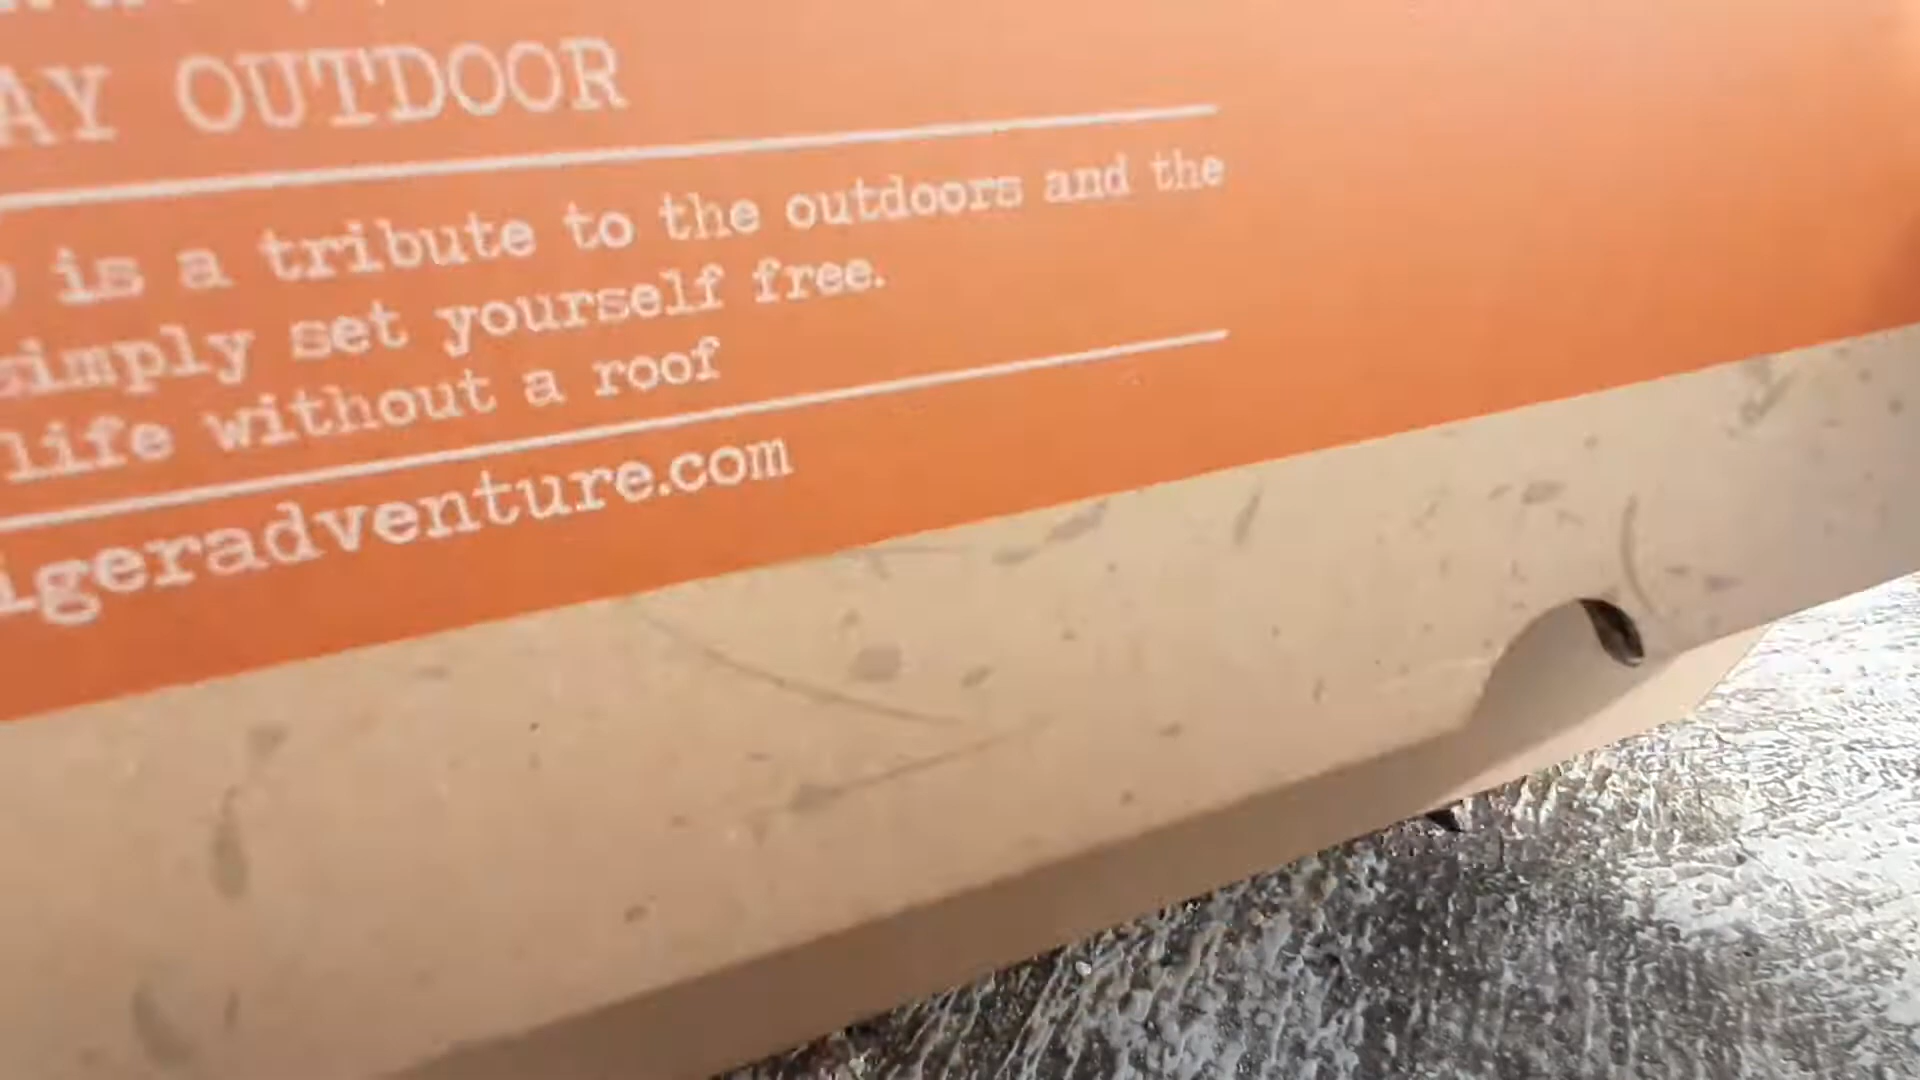 AY OUTDOOR
is a tribute to the outdoors and the
simply set yourself free.
life without a roof
igeradventure.com